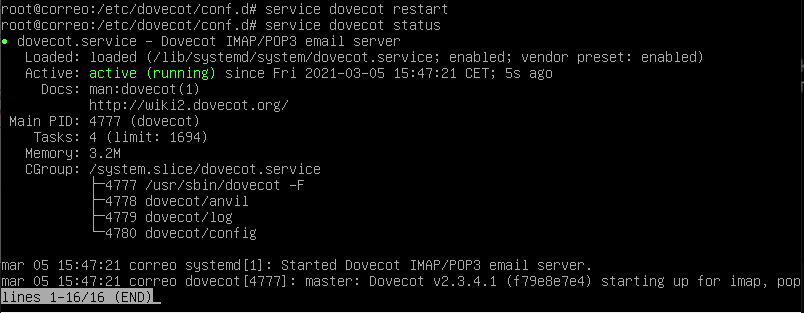 root@correo:/etc/dovecot/conf.d# service dovecot restart
root@correo:/etc/dovecot/conf.d# service dovecot status
● dovecot.service – Dovecot IMAP/POP3 email server
   Loaded: loaded (/lib/systemd/system/dovecot.service; enabled; vendor preset: enabled)
   Active: active (running) since Fri 2021-03-05 15:47:21 CET; 5s ago
     Docs: man:dovecot(1)
           http://wiki2.dovecot.org/
 Main PID: 4777 (dovecot)
    Tasks: 4 (limit: 1694)
   Memory: 3.2M
   CGroup: /system.slice/dovecot.service
           ├─4777 /usr/sbin/dovecot -F
           ├─4778 dovecot/anvil
           ├─4779 dovecot/log
           └─4780 dovecot/config

mar 05 15:47:21 correo systemd[1]: Started Dovecot IMAP/POP3 email server.
mar 05 15:47:21 correo dovecot[4777]: master: Dovecot v2.3.4.1 (f79e8e7e4) starting up for imap, pop
lines 1-16/16 (END)